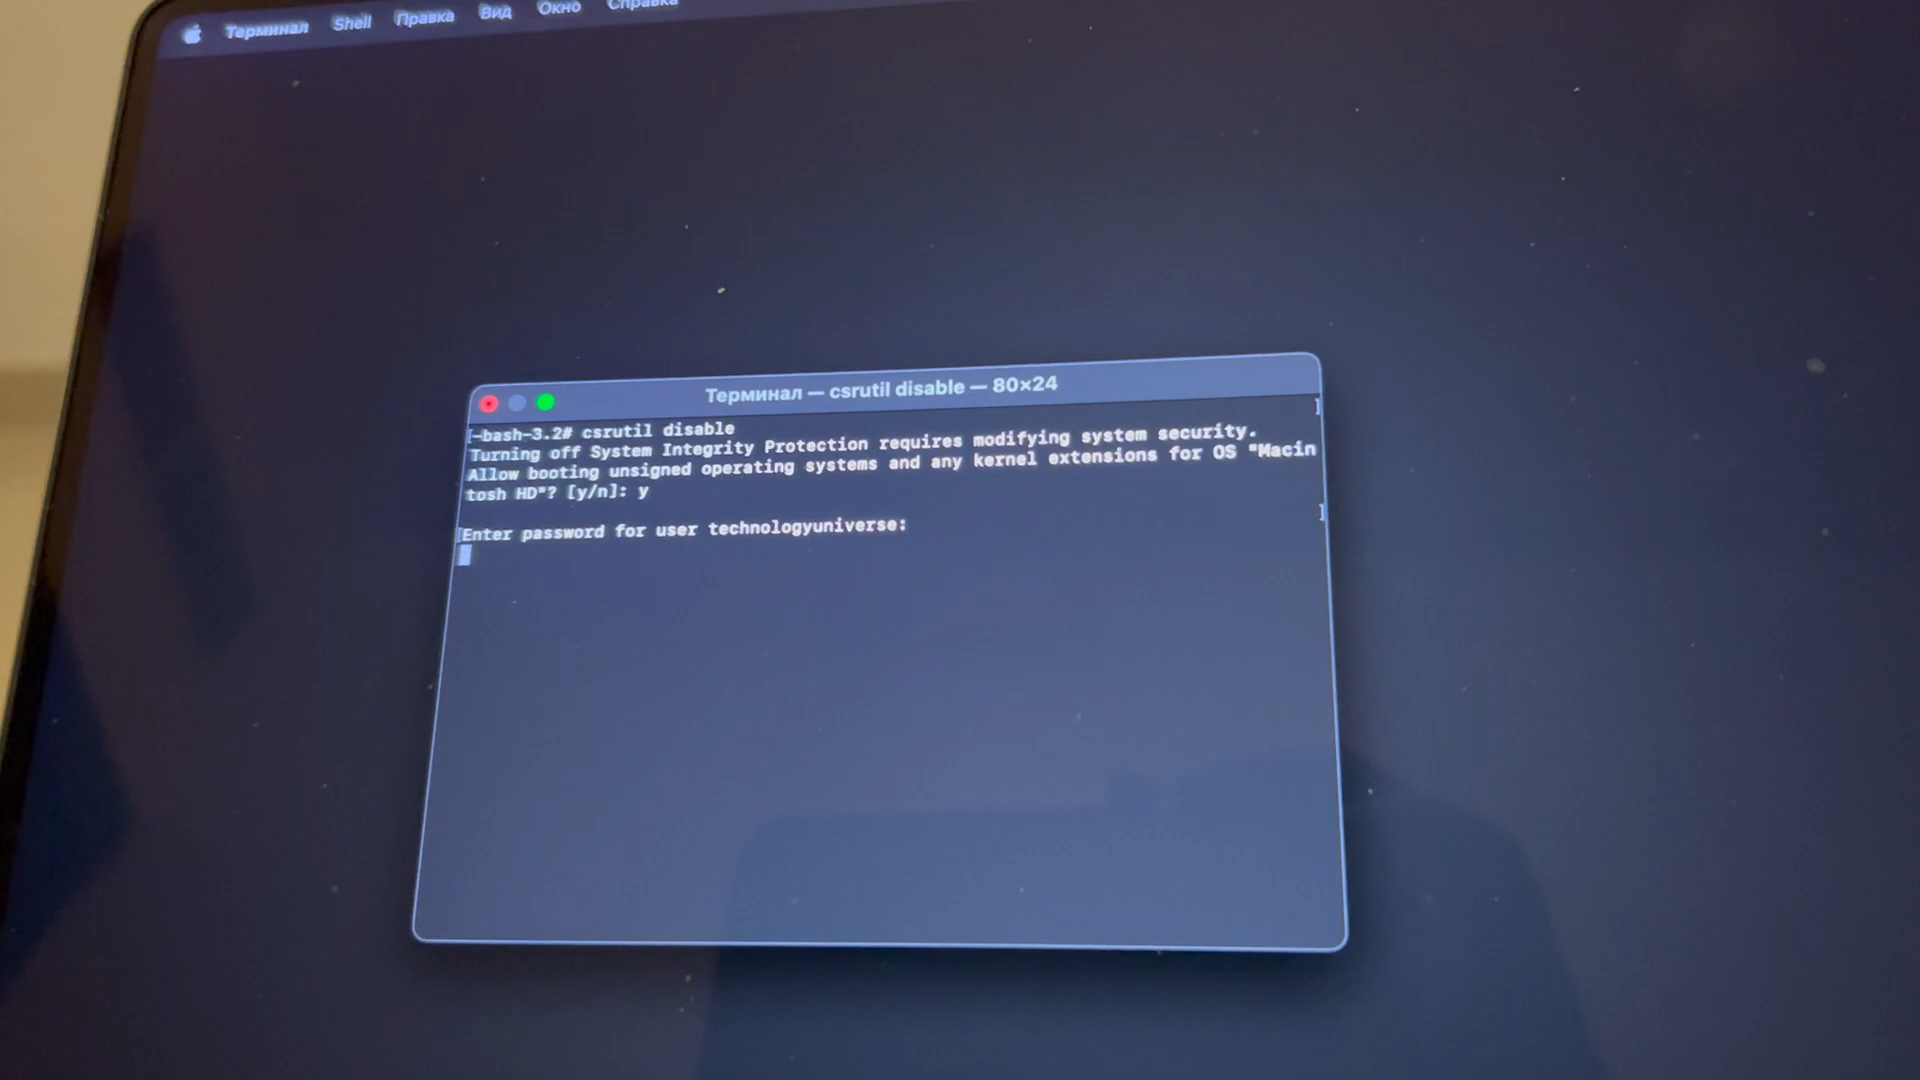 Терминал Shell Правка Вид Окно Справка
Терминал — csrutil disable — 80×24
[-bash-3.2# csrutil disable ]
Turning off System Integrity Protection requires modifying system security.
Allow booting unsigned operating systems and any kernel extensions for OS "Macin
tosh HD"? [y/n]: y
[Enter password for user technologyuniverse: ]